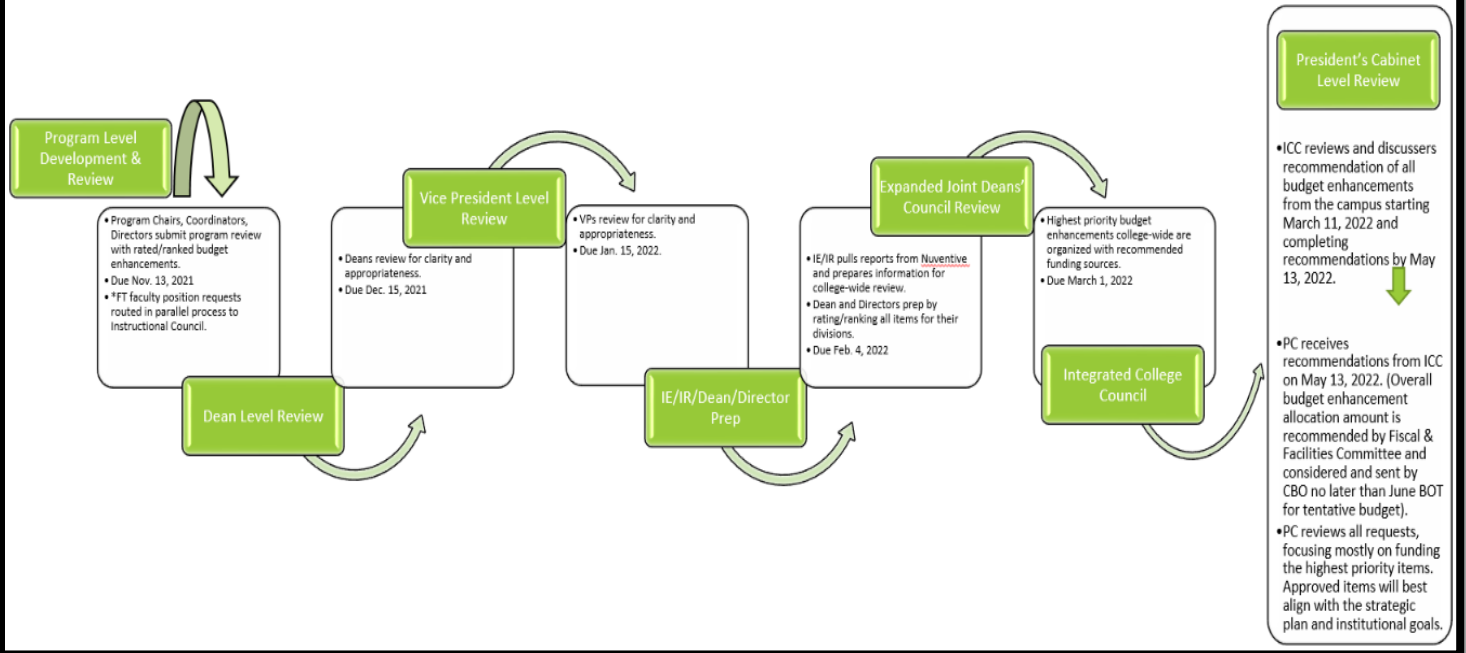 Program Level
Development &
Review
• Program Chairs, Coordinators,
Directors submit program review
with rated/ranked budget
enhancements.
• Due Nov. 13, 2021
• *FT faculty position requests
routed in parallel process to
Instructional Council.
Dean Level Review
• Deans review for clarity and
appropriateness.
• Due Dec. 15, 2021
Vice President Level
Review
• VPs review for clarity and
appropriateness.
• Due Jan. 15, 2022.
IE/IR/Dean/Director
Prep
• IE/IR pulls reports from Nuventive
and prepares information for
college-wide review.
• Dean and Directors prep by
rating/ranking all items for their
divisions.
• Due Feb. 4, 2022
Expanded Joint Deans'
Council Review
• Highest priority budget
enhancements college-wide are
organized with recommended
funding sources.
• Due March 1, 2022
Integrated College
Council
President's Cabinet
Level Review
•ICC reviews and discussers
recommendation of all
budget enhancements
from the campus starting
March 11, 2022 and
completing
recommendations by May
13, 2022.
•PC receives
recommendations from ICC
on May 13, 2022. (Overall
budget enhancement
allocation amount is
recommended by Fiscal &
Facilities Committee and
considered and sent by
CBO no later than June BOT
for tentative budget).
•PC reviews all requests,
focusing mostly on funding
the highest priority items.
Approved items will best
align with the strategic
plan and institutional goals.